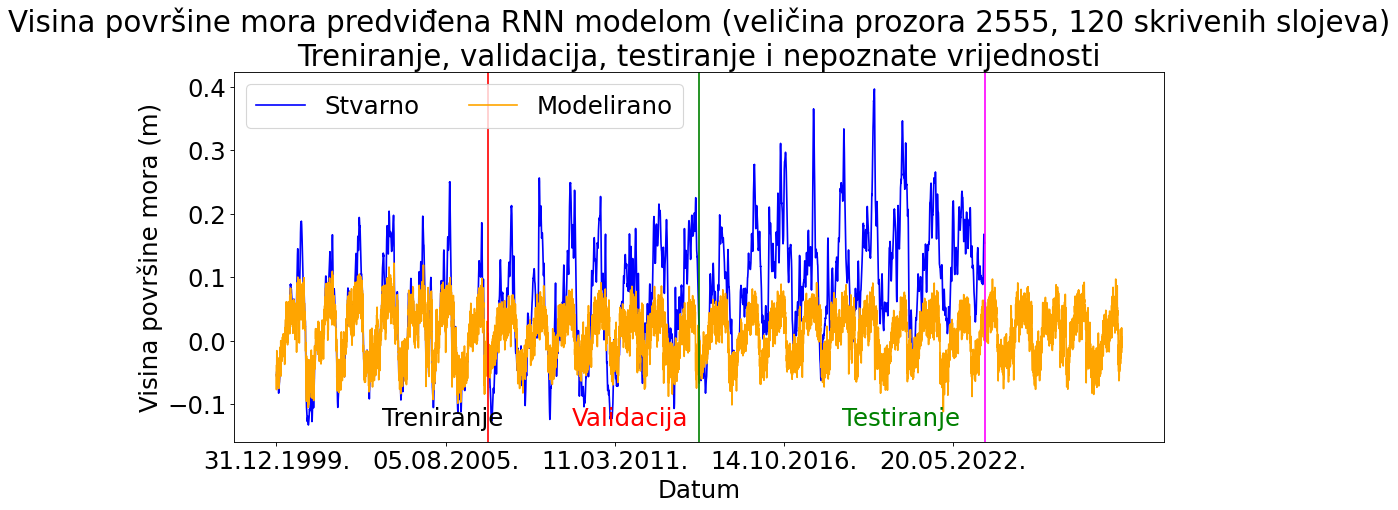 Visina površine mora predviđena RNN modelom (veličina prozora 2555, 120 skrivenih slojeva)
Treniranje, validacija, testiranje i nepoznate vrijednosti
Stvarno Modelirano
Visina površine mora (m)
0.4
0.3
0.2
0.1
0.0
−0.1
Treniranje Validacija Testiranje
31.12.1999. 05.08.2005. 11.03.2011. 14.10.2016. 20.05.2022.
Datum